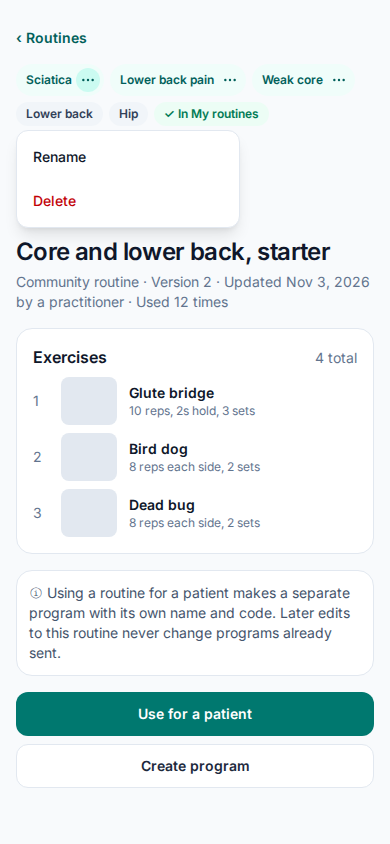 ‹ Routines
Sciatica ··· Lower back pain ··· Weak core ···
Lower back Hip ✓ In My routines
Rename
Delete
Core and lower back, starter
Community routine · Version 2 · Updated Nov 3, 2026
by a practitioner · Used 12 times
Exercises 4 total
1 Glute bridge
10 reps, 2s hold, 3 sets
2 Bird dog
8 reps each side, 2 sets
3 Dead bug
8 reps each side, 2 sets
ⓘ Using a routine for a patient makes a separate
program with its own name and code. Later edits
to this routine never change programs already
sent.
Use for a patient
Create program